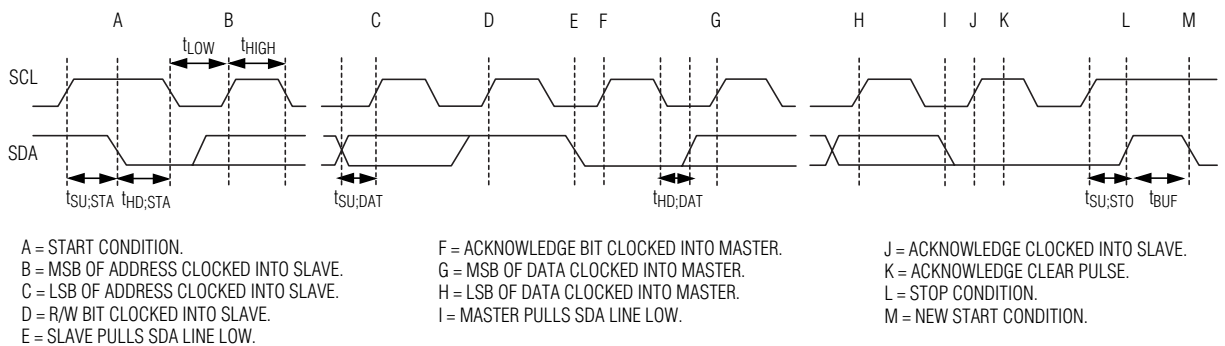 A B C D E F G H I J K L M
tLOW tHIGH
SCL
SDA
tSU;STA tHD;STA tSU;DAT tHD;DAT tSU;STO tBUF
A = START CONDITION.
B = MSB OF ADDRESS CLOCKED INTO SLAVE.
C = LSB OF ADDRESS CLOCKED INTO SLAVE.
D = R/W BIT CLOCKED INTO SLAVE.
E = SLAVE PULLS SDA LINE LOW.
F = ACKNOWLEDGE BIT CLOCKED INTO MASTER.
G = MSB OF DATA CLOCKED INTO MASTER.
H = LSB OF DATA CLOCKED INTO MASTER.
I = MASTER PULLS SDA LINE LOW.
J = ACKNOWLEDGE CLOCKED INTO SLAVE.
K = ACKNOWLEDGE CLEAR PULSE.
L = STOP CONDITION.
M = NEW START CONDITION.